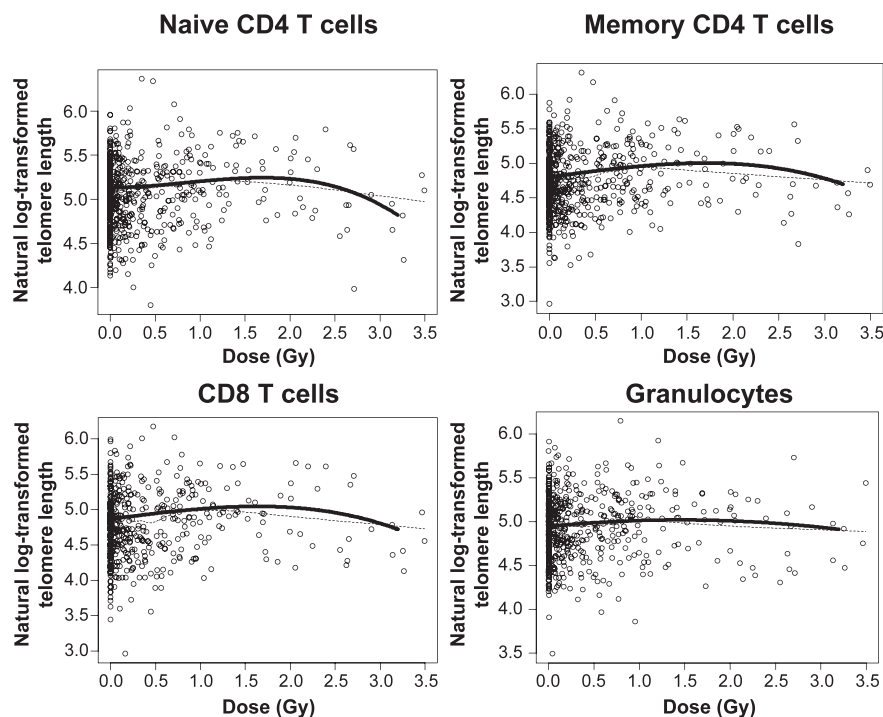 Naive CD4 T cells
Natural log-transformed
telomere length
6.0
5.5
5.0
4.5
4.0
0.0 0.5 1.0 1.5 2.0 2.5 3.0 3.5
Dose (Gy)
Memory CD4 T cells
Natural log-transformed
telomere length
6.0
5.5
5.0
4.5
4.0
3.5
3.0
0.0 0.5 1.0 1.5 2.0 2.5 3.0 3.5
Dose (Gy)
CD8 T cells
Natural log-transformed
telomere length
6.0
5.5
5.0
4.5
4.0
3.5
3.0
0.0 0.5 1.0 1.5 2.0 2.5 3.0 3.5
Dose (Gy)
Granulocytes
Natural log-transformed
telomere length
6.0
5.5
5.0
4.5
4.0
3.5
0.0 0.5 1.0 1.5 2.0 2.5 3.0 3.5
Dose (Gy)